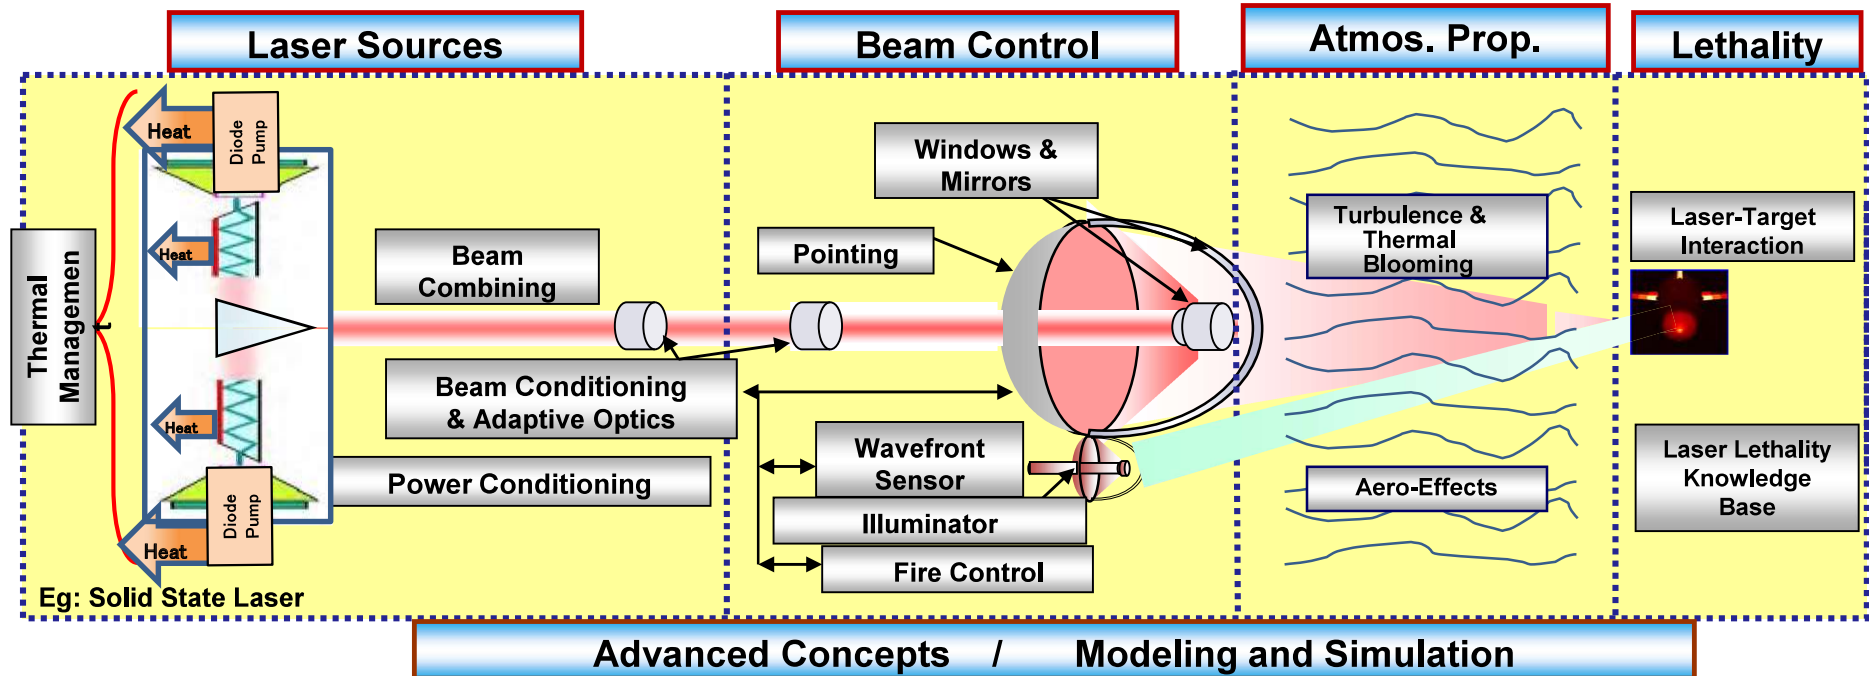 Laser Sources
Beam Control
Atmos. Prop.
Lethality
Heat
Diode
Pump
Heat
Thermal
Managemen
t
Heat
Heat
Diode
Pump
Beam
Combining
Beam Conditioning
& Adaptive Optics
Power Conditioning
Eg: Solid State Laser
Windows &
Mirrors
Pointing
Wavefront
Sensor
Illuminator
Fire Control
Turbulence &
Thermal
Blooming
Aero-Effects
Laser-Target
Interaction
Laser Lethality
Knowledge
Base
Advanced Concepts / Modeling and Simulation